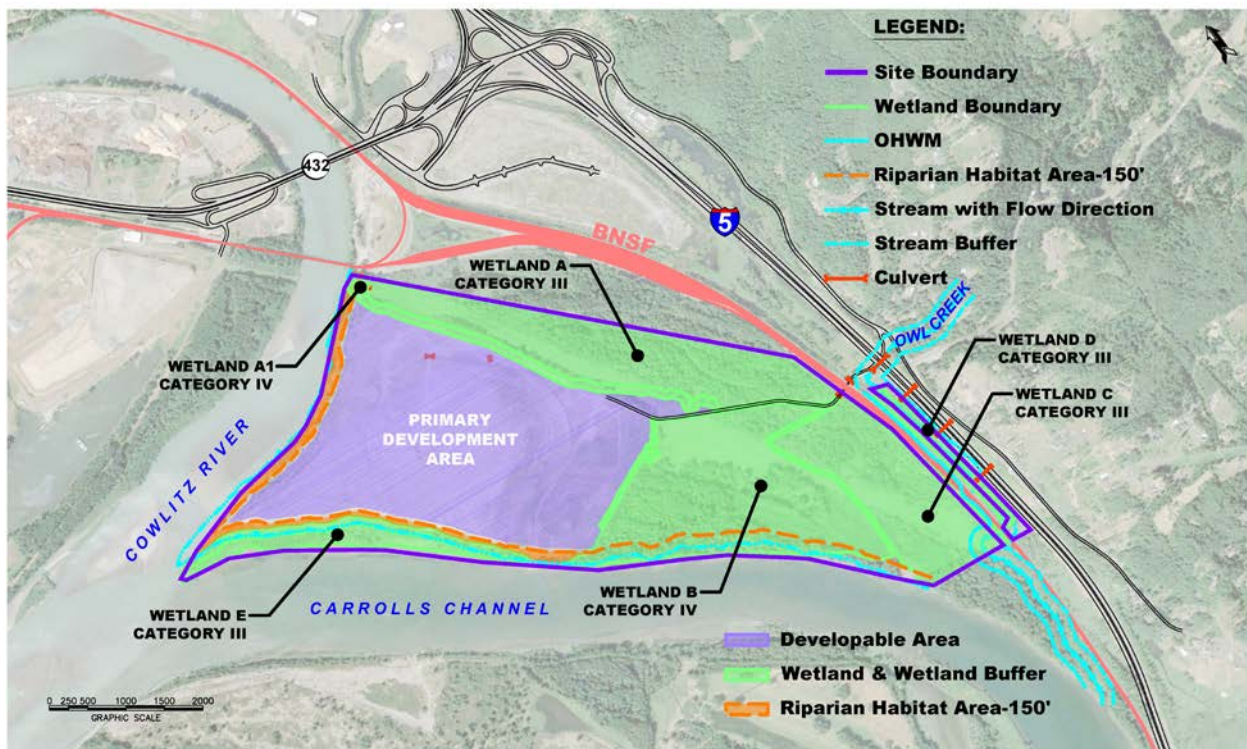 LEGEND:
Site Boundary
Wetland Boundary
OHWM
Riparian Habitat Area-150'
Stream with Flow Direction
Stream Buffer
Culvert
432
5
BNSF
WETLAND A
CATEGORY III
OWL CREEK
WETLAND D
CATEGORY III
WETLAND A1
CATEGORY IV
WETLAND C
CATEGORY III
PRIMARY
DEVELOPMENT
AREA
COWLITZ RIVER
WETLAND E
CATEGORY III
CARROLLS CHANNEL
WETLAND B
CATEGORY IV
Developable Area
Wetland & Wetland Buffer
Riparian Habitat Area-150'
0 250 500 1000 1500 2000
GRAPHIC SCALE